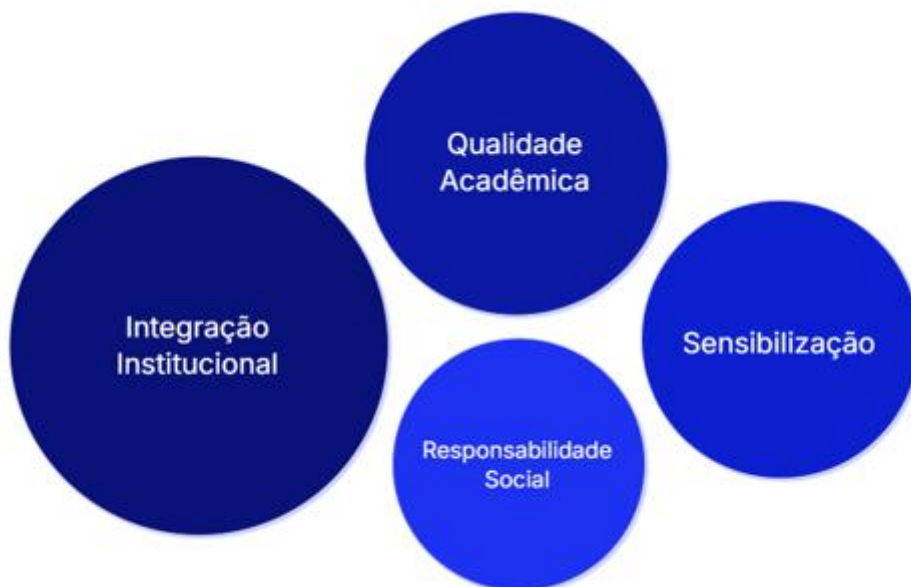 Qualidade
Acadêmica
Integração
Institucional
Sensibilização
Responsabilidade
Social